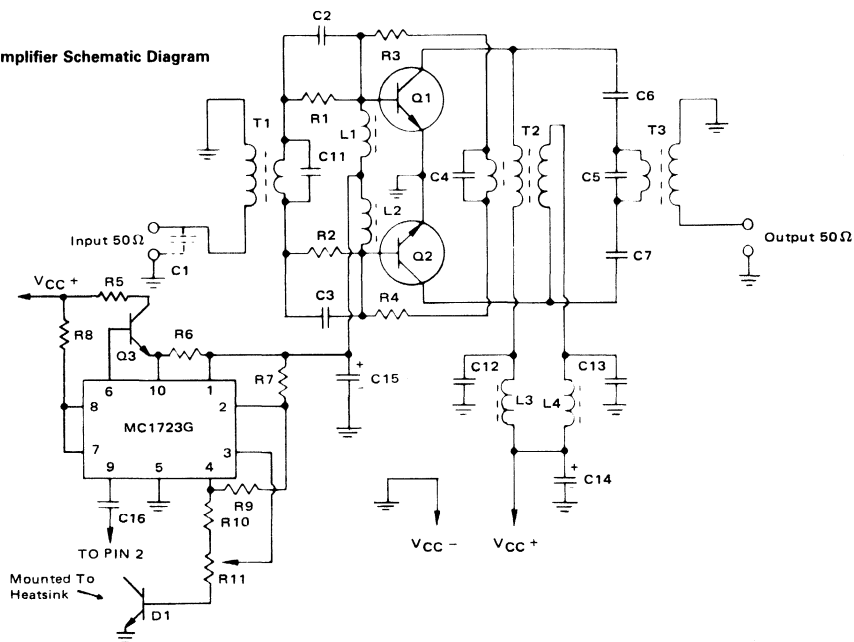 mplifier Schematic Diagram
C2
R3
Q1
C6
R1
T1
L1
T2
T3
C11
C4
C5
L2
Input 50Ω
R2
Q2
Output 50Ω
C7
C1
VCC +
R5
C3
R4
R8
Q3
R6
R7
C15
C12
C13
6
10
1
8
2
L3
L4
MC1723G
7
3
9
5
4
C14
R9
C16
R10
TO PIN 2
VCC −
VCC +
R11
Mounted To
Heatsink
D1